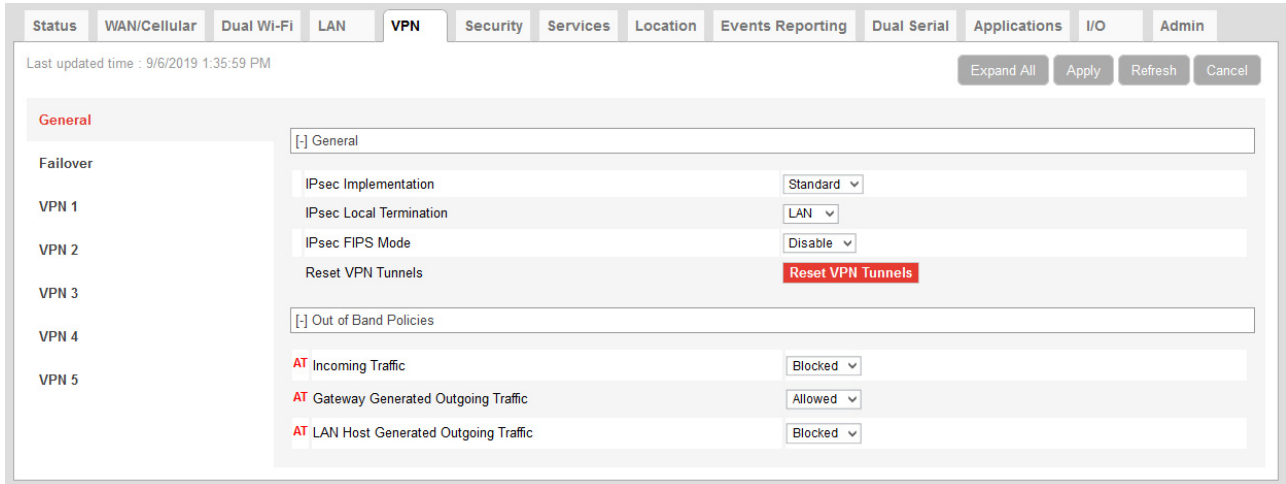 Status WAN/Cellular Dual Wi-Fi LAN VPN Security Services Location Events Reporting Dual Serial Applications I/O Admin
Last updated time : 9/6/2019 1:35:59 PM
Expand All Apply Refresh Cancel
General
Failover
VPN 1
VPN 2
VPN 3
VPN 4
VPN 5
[-] General
IPsec Implementation Standard
IPsec Local Termination LAN
IPsec FIPS Mode Disable
Reset VPN Tunnels Reset VPN Tunnels
[-] Out of Band Policies
AT Incoming Traffic Blocked
AT Gateway Generated Outgoing Traffic Allowed
AT LAN Host Generated Outgoing Traffic Blocked